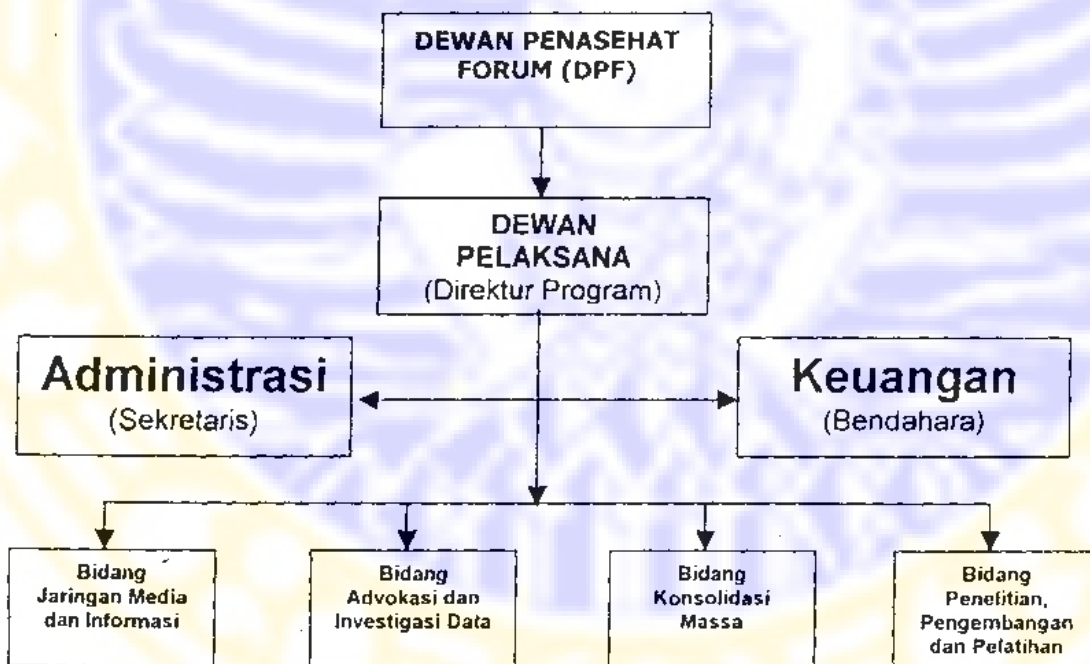 DEWAN PENASEHAT
FORUM (DPF)
DEWAN
PELAKSANA
(Direktur Program)
Administrasi
(Sekretaris)
Keuangan
(Bendahara)
Bidang
Jaringan Media
dan Informasi
Bidang
Advokasi dan
Investigasi Data
Bidang
Konsolidasi
Massa
Bidang
Penelitian,
Pengembangan
dan Pelatihan